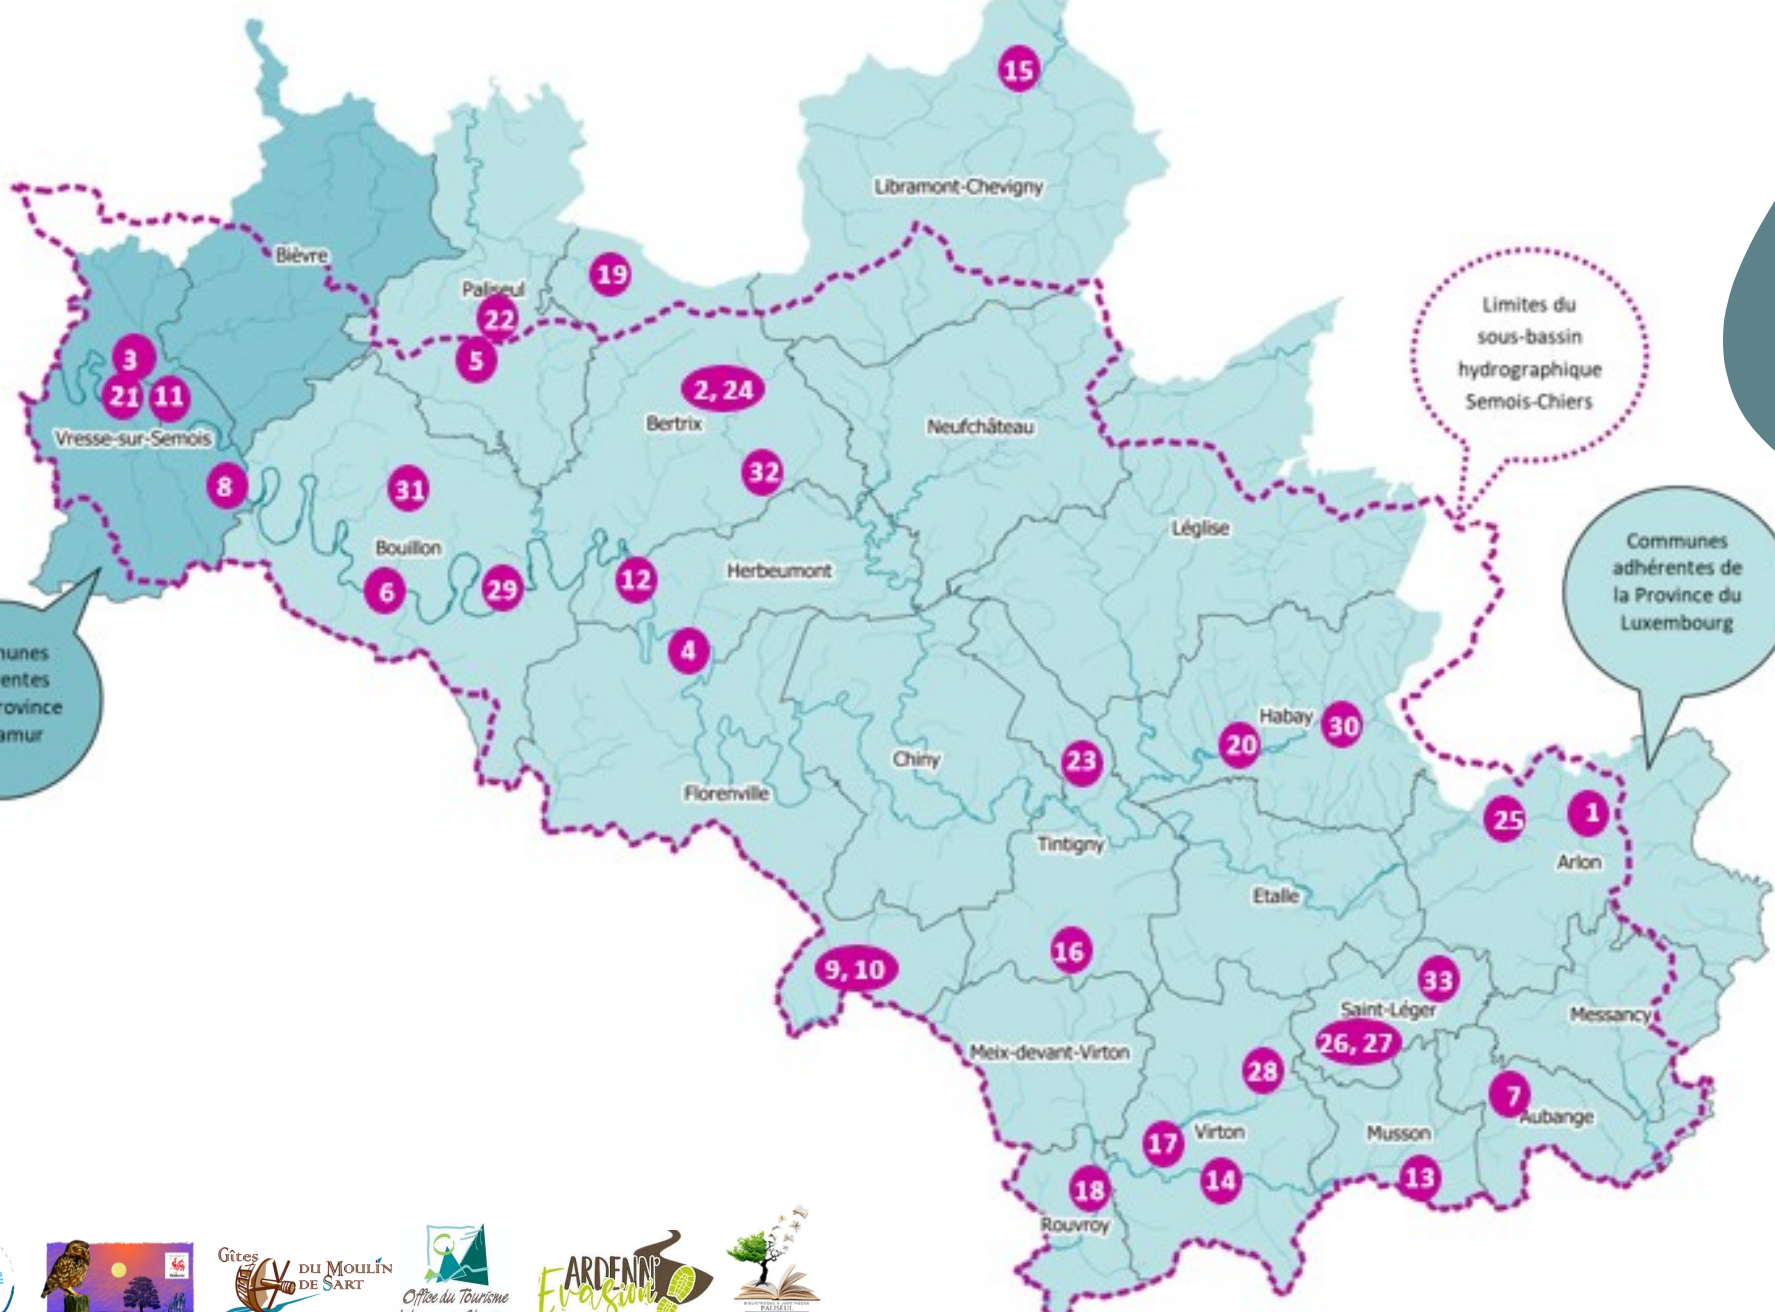 15
Libramont-Chevigny
Bièvre
Paliseul
19
22
5
3
21
11
Vresse-sur-Semois
8
2, 24
Bertrix
32
Neufchâteau
31
Bouillon
6
29
12
Herbeumont
4
Léglise
Limites du
sous-bassin
hydrographique
Semois-Chiers
Communes
adhérentes de
la Province du
Luxembourg
Habay
30
20
23
Chiny
Florenville
Tintigny
25
1
Arlon
Etalle
16
9, 10
33
Saint-Léger
26, 27
Messancy
Meix-devant-Virton
28
7
Aubange
17
Virton
Musson
14
13
18
Rouvroy
Gîtes
DU MOULIN
DE SART
Office du Tourisme
ARDENN'
Evasion
PALISEUL